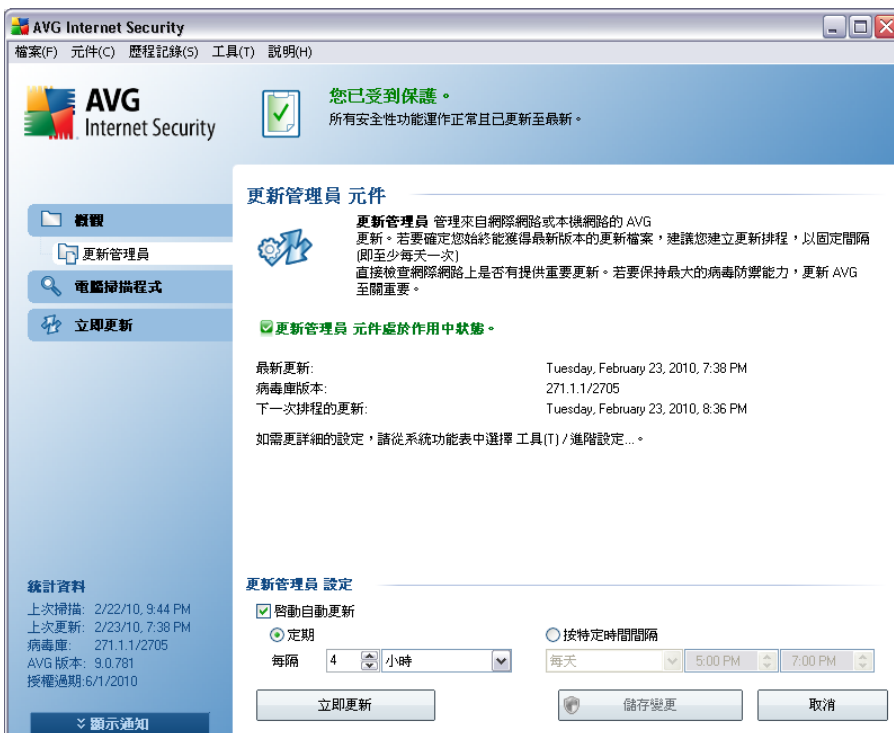 AVG Internet Security
檔案(F) 元件(C) 歷程記錄(S) 工具(T) 說明(H)
AVG
Internet Security
您已受到保護。
所有安全性功能運作正常且已更新至最新。
概觀
更新管理員
電腦掃描程式
立即更新
更新管理員 元件
更新管理員 管理來自網際網路或本機網路的 AVG
更新。若要確定您始終能獲得最新版本的更新檔案,建議您建立更新排程,以固定間隔
(即至少每天一次)
直接檢查網際網路上是否有提供重要更新。若要保持最大的病毒防禦能力,更新 AVG
至關重要。
更新管理員 元件處於作用中狀態。
最新更新: Tuesday, February 23, 2010, 7:38 PM
病毒庫版本: 271.1.1/2705
下一次排程的更新: Tuesday, February 23, 2010, 8:36 PM
如需更詳細的設定,請從系統功能表中選擇 工具(T) / 進階設定...。
統計資料
上次掃描: 2/22/10, 9:44 PM
上次更新: 2/23/10, 7:38 PM
病毒庫: 271.1.1/2705
AVG 版本: 9.0.781
授權過期:6/1/2010
顯示通知
更新管理員 設定
啓動自動更新
定期 按特定時間間隔
每隔 4 小時 每天 5:00 PM 7:00 PM
立即更新 儲存變更 取消